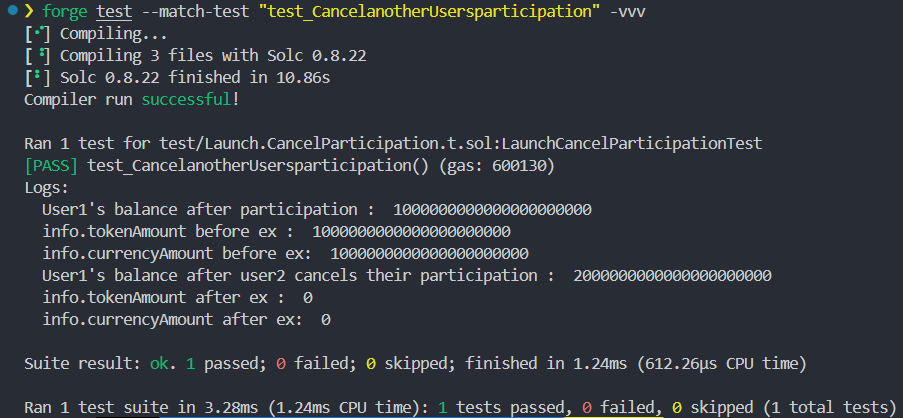 ❯ forge test --match-test "test_CancelanotherUsersparticipation" -vvv
[⠊] Compiling...
[⠘] Compiling 3 files with Solc 0.8.22
[⠃] Solc 0.8.22 finished in 10.86s
Compiler run successful!
Ran 1 test for test/Launch.CancelParticipation.t.sol:LaunchCancelParticipationTest
[PASS] test_CancelanotherUsersparticipation() (gas: 600130)
Logs:
User1's balance after participation :  1000000000000000000000
info.tokenAmount before ex :  1000000000000000000000
info.currencyAmount before ex:  1000000000000000000000
User1's balance after user2 cancels their participation :  2000000000000000000000
info.tokenAmount after ex :  0
info.currencyAmount after ex:  0
Suite result: ok. 1 passed; 0 failed; 0 skipped; finished in 1.24ms (612.26µs CPU time)
Ran 1 test suite in 3.28ms (1.24ms CPU time): 1 tests passed, 0 failed, 0 skipped (1 total tests)